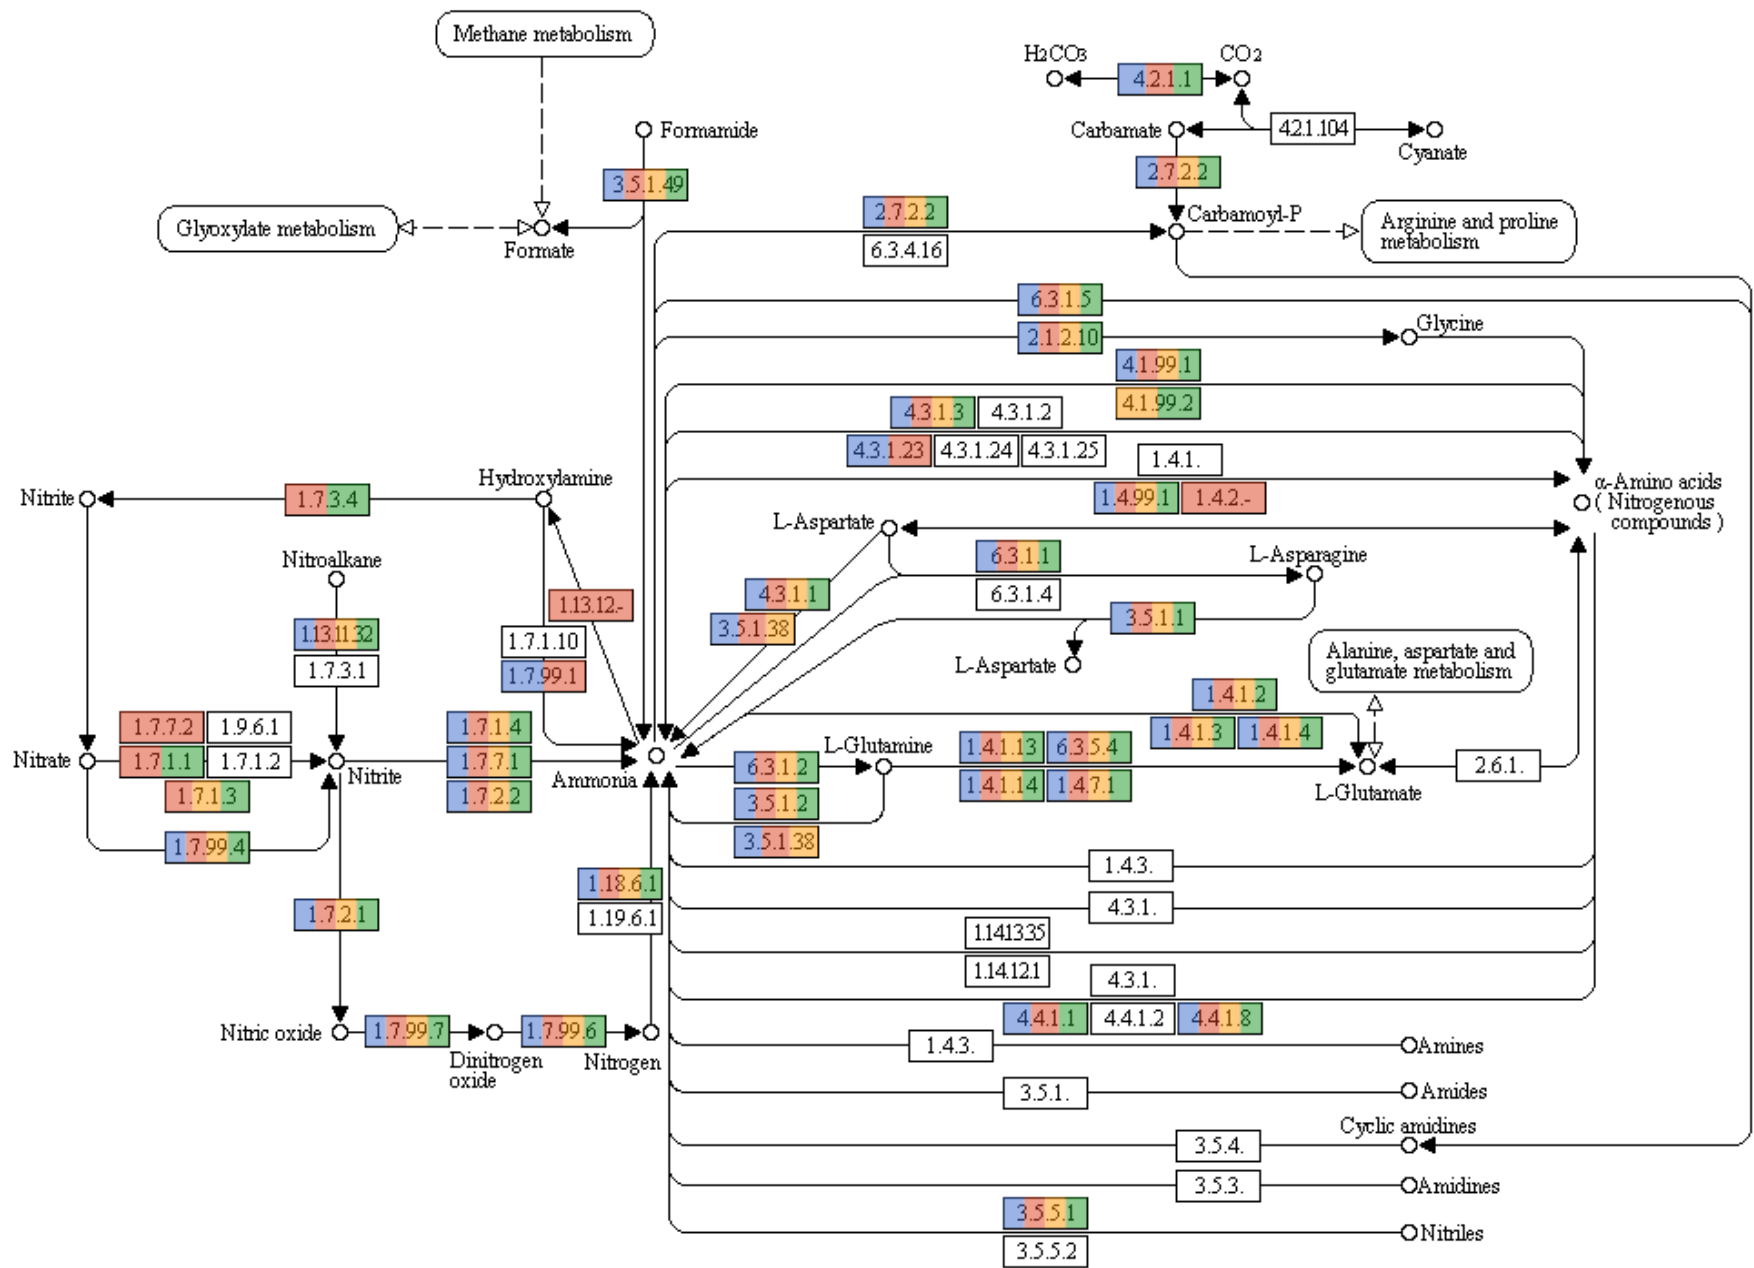 Methane metabolism
H2CO3
CO2
4.2.1.1
Formamide
Carbamate
4.2.1.104
Cyanate
3.5.1.49
2.7.2.2
Glyoxylate metabolism
Formate
2.7.2.2
6.3.4.16
Carbamoyl-P
Arginine and proline
metabolism
6.3.1.5
2.1.2.10
Glycine
4.1.99.1
4.1.99.2
4.3.1.3
4.3.1.2
4.3.1.23
4.3.1.24
4.3.1.25
1.4.1.
1.4.99.1
1.4.2.-
α-Amino acids
( Nitrogenous
compounds )
Nitrite
1.7.3.4
Hydroxylamine
L-Aspartate
6.3.1.1
6.3.1.4
L-Asparagine
Nitroalkane
1.13.11.32
1.7.3.1
1.13.12.-
1.7.1.10
1.7.99.1
4.3.1.1
3.5.1.38
3.5.1.1
L-Aspartate
Alanine, aspartate and
glutamate metabolism
1.4.1.2
1.4.1.3
1.4.1.4
Nitrate
1.7.7.2
1.9.6.1
1.7.1.1
1.7.1.2
1.7.1.3
1.7.99.4
Nitrite
1.7.1.4
1.7.7.1
1.7.2.2
Ammonia
6.3.1.2
3.5.1.2
3.5.1.38
L-Glutamine
1.4.1.13
6.3.5.4
1.4.1.14
1.4.7.1
L-Glutamate
2.6.1.
1.7.2.1
1.18.6.1
1.19.6.1
1.4.3.
4.3.1.
1.14.13.35
1.14.12.1
4.3.1.
4.4.1.1
4.4.1.2
4.4.1.8
Nitric oxide
1.7.99.7
Dinitrogen
oxide
1.7.99.6
Nitrogen
1.4.3.
Amines
3.5.1.
Amides
3.5.4.
Cyclic amidines
3.5.3.
Amidines
3.5.5.1
3.5.5.2
Nitriles